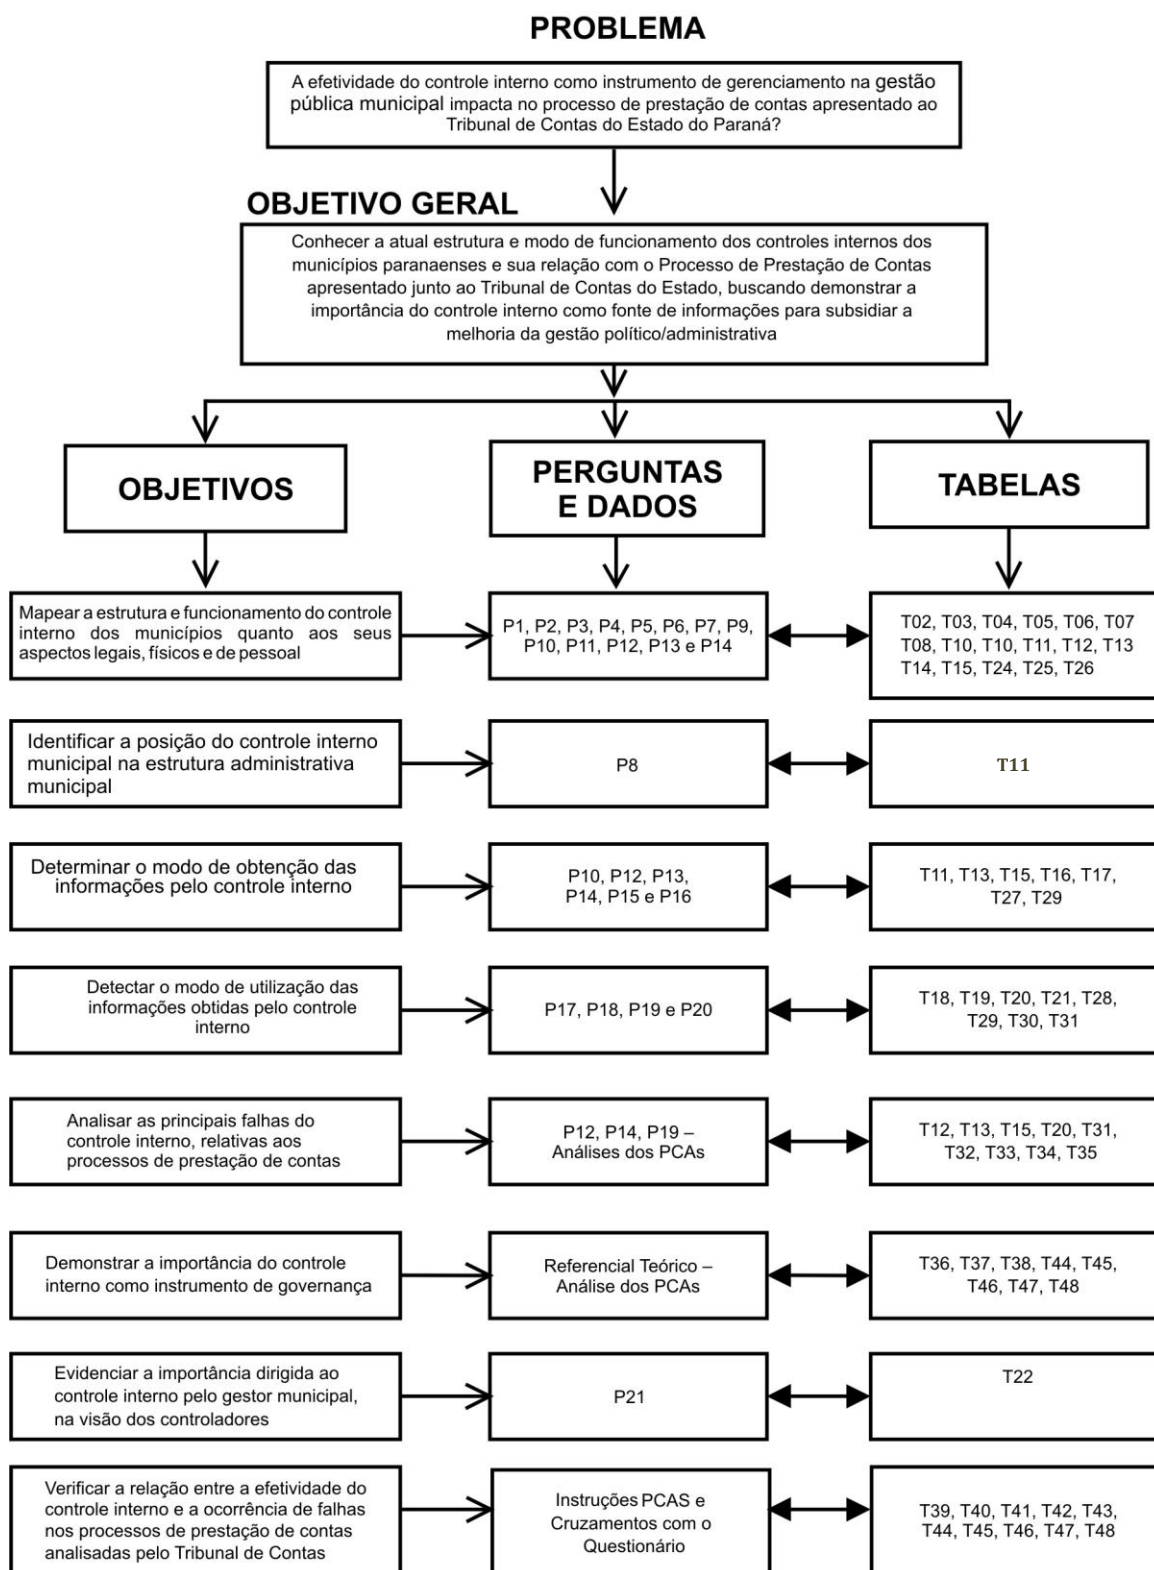 PROBLEMA
A efetividade do controle interno como instrumento de gerenciamento na gestão
pública municipal impacta no processo de prestação de contas apresentado ao
Tribunal de Contas do Estado do Paraná?
OBJETIVO GERAL
Conhecer a atual estrutura e modo de funcionamento dos controles internos dos
municípios paranaenses e sua relação com o Processo de Prestação de Contas
apresentado junto ao Tribunal de Contas do Estado, buscando demonstrar a
importância do controle interno como fonte de informações para subsidiar a
melhoria da gestão político/administrativa
OBJETIVOS
PERGUNTAS
E DADOS
TABELAS
Mapear a estrutura e funcionamento do controle
interno dos municípios quanto aos seus
aspectos legais, físicos e de pessoal
P1, P2, P3, P4, P5, P6, P7, P9,
P10, P11, P12, P13 e P14
T02, T03, T04, T05, T06, T07
T08, T10, T10, T11, T12, T13
T14, T15, T24, T25, T26
Identificar a posição do controle interno
municipal na estrutura administrativa
municipal
P8
T11
Determinar o modo de obtenção das
informações pelo controle interno
P10, P12, P13,
P14, P15 e P16
T11, T13, T15, T16, T17,
T27, T29
Detectar o modo de utilização das
informações obtidas pelo controle
interno
P17, P18, P19 e P20
T18, T19, T20, T21, T28,
T29, T30, T31
Analisar as principais falhas do
controle interno, relativas aos
processos de prestação de contas
P12, P14, P19 –
Análises dos PCAs
T12, T13, T15, T20, T31,
T32, T33, T34, T35
Demonstrar a importância do controle
interno como instrumento de governança
Referencial Teórico –
Análise dos PCAs
T36, T37, T38, T44, T45,
T46, T47, T48
Evidenciar a importância dirigida ao
controle interno pelo gestor municipal,
na visão dos controladores
P21
T22
Verificar a relação entre a efetividade do
controle interno e a ocorrência de falhas
nos processos de prestação de contas
analisadas pelo Tribunal de Contas
Instruções PCAS e
Cruzamentos com o
Questionário
T39, T40, T41, T42, T43,
T44, T45, T46, T47, T48